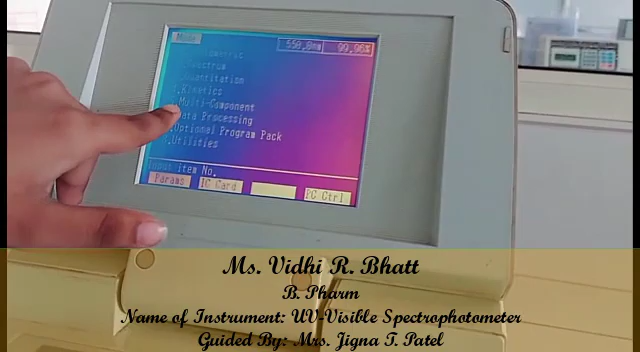 Mode
550.0nm 99.96%
Spectrum
Quantitation
Kinetics
Multi-Component
Data Processing
Optional Program Pack
Utilities
item No.
Params IC Card PC Ctrl
Ms. Vidhi R. Bhatt
B. Pharm
Name of Instrument: UV-Visible Spectrophotometer
Guided By: Mrs. Jigna T. Patel